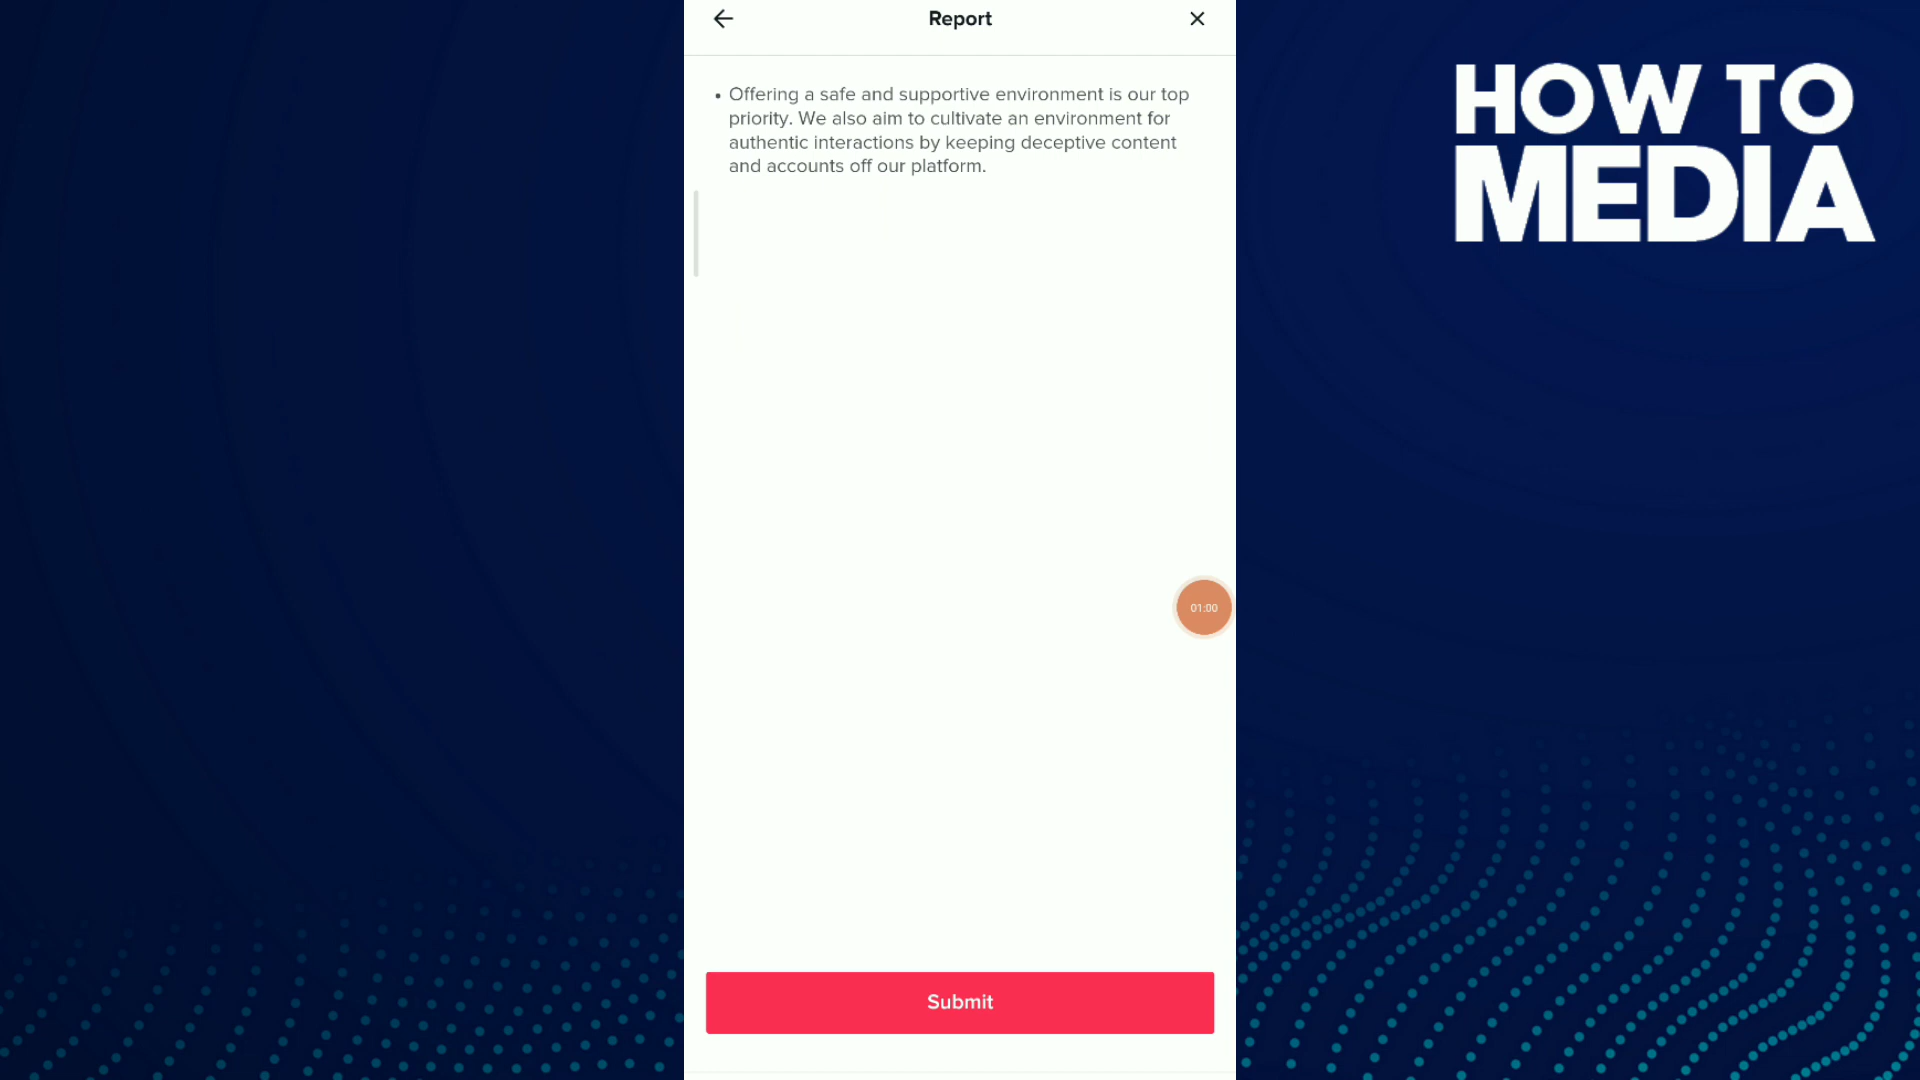 Report
HOW TO
MEDIA
• Offering a safe and supportive environment is our top
priority. We also aim to cultivate an environment for
authentic interactions by keeping deceptive content
and accounts off our platform.
01:00
Submit